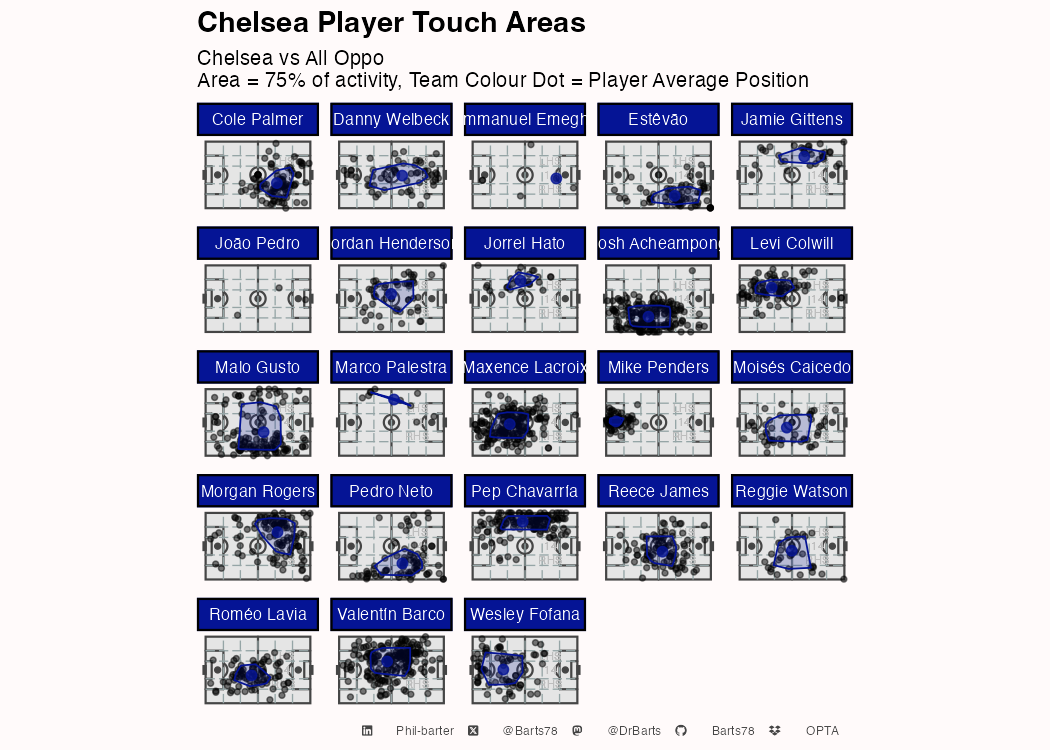 Chelsea Player Touch Areas
Chelsea vs All Oppo
Area = 75% of activity, Team Colour Dot = Player Average Position
Cole Palmer
Danny Welbeck
mmanuel Emegh
Estêvão
Jamie Gittens
João Pedro
ordan Henderson
Jorrel Hato
osh Acheampong
Levi Colwill
Malo Gusto
Marco Palestra
Maxence Lacroix
Mike Penders
Moisés Caicedo
Morgan Rogers
Pedro Neto
Pep Chavarría
Reece James
Reggie Watson
Roméo Lavia
Valentín Barco
Wesley Fofana
Phil-barter @Barts78 @DrBarts Barts78 OPTA